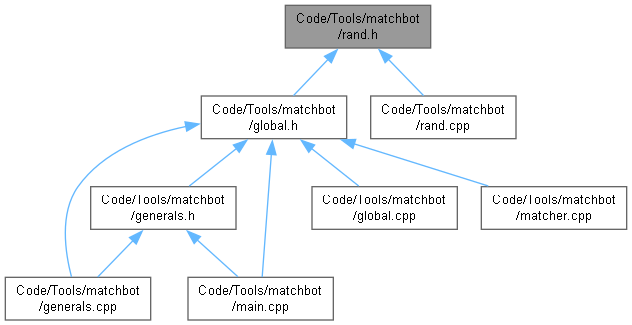 Code/Tools/matchbot
/rand.h
Code/Tools/matchbot
/global.h
Code/Tools/matchbot
/rand.cpp
Code/Tools/matchbot
/generals.h
Code/Tools/matchbot
/global.cpp
Code/Tools/matchbot
/matcher.cpp
Code/Tools/matchbot
/generals.cpp
Code/Tools/matchbot
/main.cpp